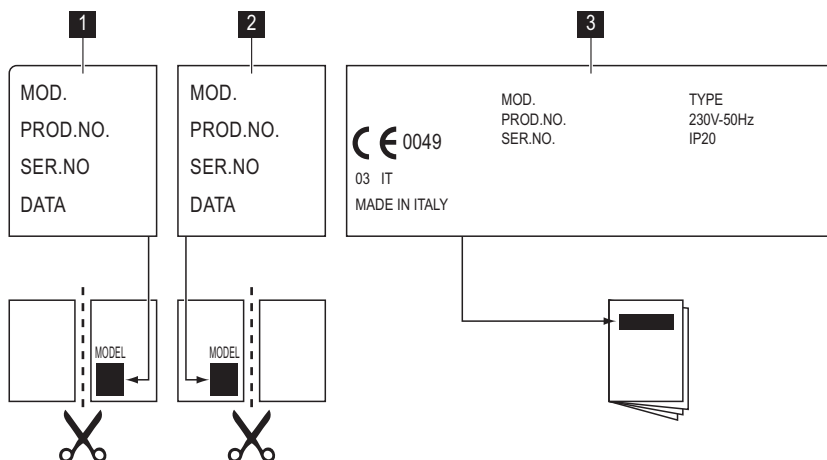 1
2
3
MOD.
PROD.NO.
SER.NO
DATA
MOD.
PROD.NO.
SER.NO
DATA
CE 0049
03 IT
MADE IN ITALY
MOD.
PROD.NO.
SER.NO.
TYPE
230V-50Hz
IP20
MODEL
MODEL